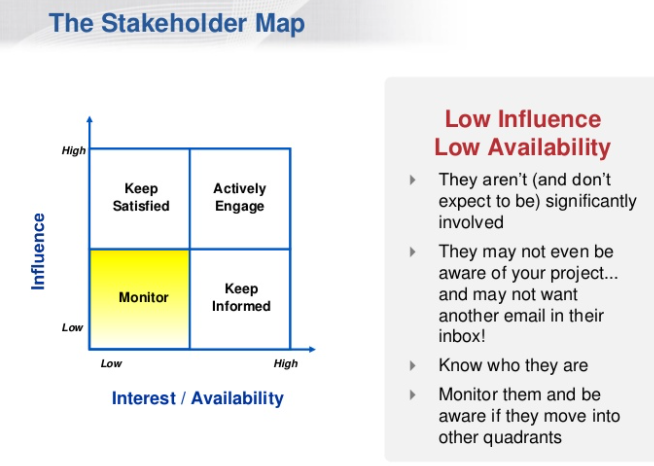 The Stakeholder Map
High
Keep
Satisfied
Actively
Engage
Influence
Monitor
Keep
Informed
Low
Low
High
Interest / Availability
Low Influence
Low Availability
They aren’t (and don’t
expect to be) significantly
involved
They may not even be
aware of your project...
and may not want
another email in their
inbox!
Know who they are
Monitor them and be
aware if they move into
other quadrants